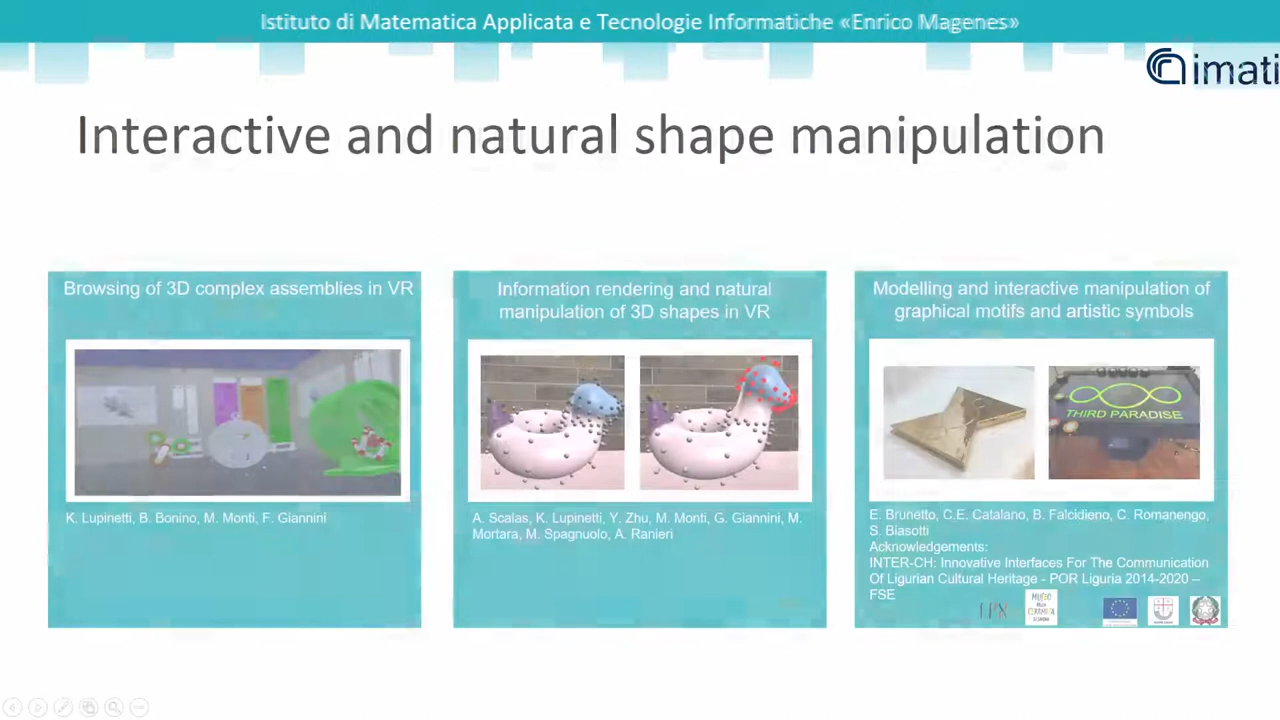 Istituto di Matematica Applicata e Tecnologie Informatiche «Enrico Magenes»
imati
Interactive and natural shape manipulation
Browsing of 3D complex assemblies in VR
K. Lupinetti, B. Bonino, M. Monti, F. Giannini
Information rendering and natural
manipulation of 3D shapes in VR
A. Scalas, K. Lupinetti, Y. Zhu, M. Monti, G. Giannini, M.
Mortara, M. Spagnuolo, A. Ranieri
Modelling and interactive manipulation of
graphical motifs and artistic symbols
THIRD PARADISE
E. Brunetto, C.E. Catalano, B. Falcidieno, C. Romanengo,
S. Biasotti
Acknowledgements:
INTER-CH: Innovative Interfaces For The Communication
Of Ligurian Cultural Heritage - POR Liguria 2014-2020 –
FSE